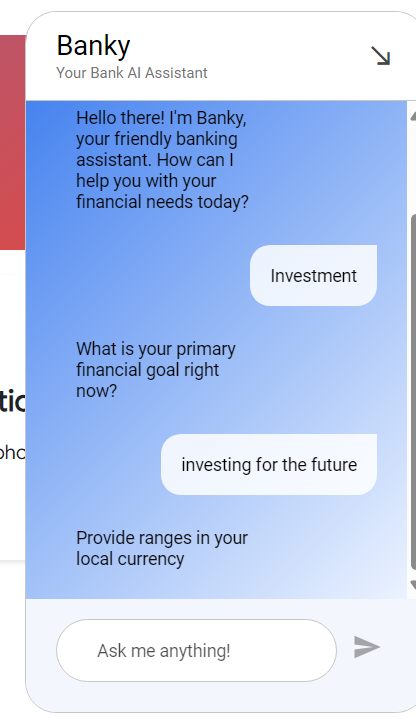 Banky
Your Bank AI Assistant
Hello there! I'm Banky,
your friendly banking
assistant. How can I
help you with your
financial needs today?
Investment
What is your primary
financial goal right
now?
investing for the future
Provide ranges in your
local currency
Ask me anything!